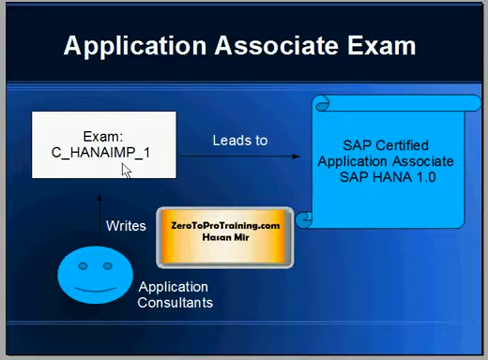 Application Associate Exam
Exam:
C_HANAIMP_1
Leads to
SAP Certified
Application Associate
SAP HANA 1.0
Writes
ZeroToProTraining.com
Hasan Mir
Application
Consultants